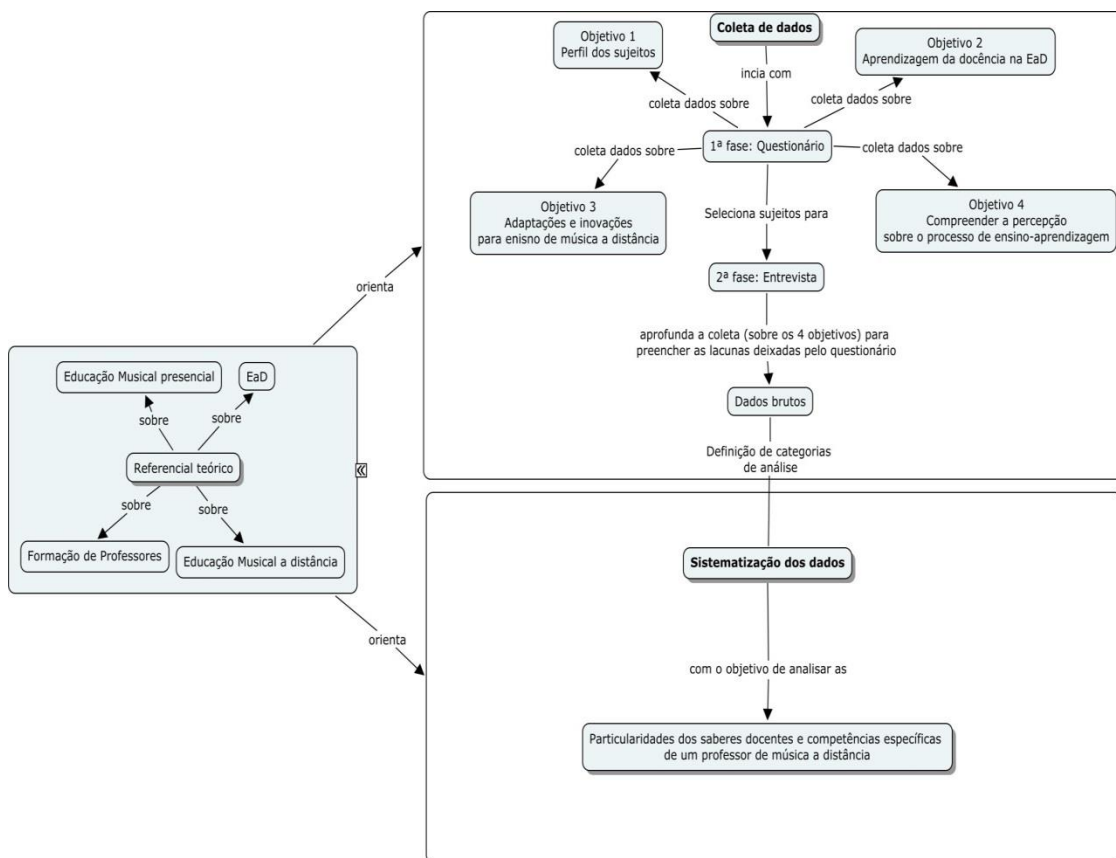 Coleta de dados
Objetivo 1
Perfil dos sujeitos
Objetivo 2
Aprendizagem da docência na EaD
incia com
coleta dados sobre
coleta dados sobre
1ª fase: Questionário
coleta dados sobre
coleta dados sobre
Objetivo 3
Adaptações e inovações
para enisno de música a distância
Seleciona sujeitos para
Objetivo 4
Compreender a percepção
sobre o processo de ensino-aprendizagem
2ª fase: Entrevista
orienta
aprofunda a coleta (sobre os 4 objetivos) para
preencher as lacunas deixadas pelo questionário
Dados brutos
Definição de categorias
de análise
Educação Musical presencial
EaD
sobre
sobre
Referencial teórico
sobre
sobre
Formação de Professores
Educação Musical a distância
orienta
Sistematização dos dados
com o objetivo de analisar as
Particularidades dos saberes docentes e competências específicas
de um professor de música a distância